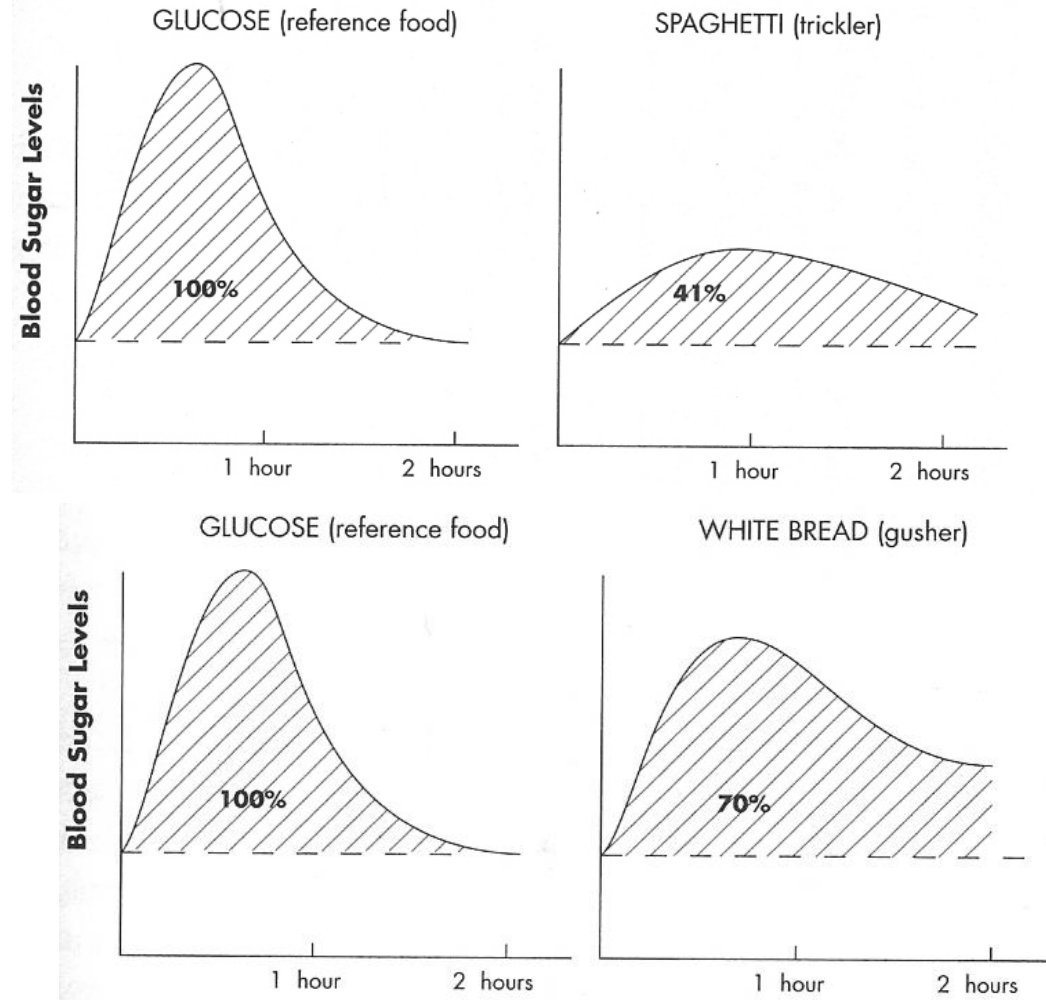 GLUCOSE (reference food)
SPAGHETTI (trickler)
Blood Sugar Levels
100%
41%
1 hour
2 hours
1 hour
2 hours
GLUCOSE (reference food)
WHITE BREAD (gusher)
Blood Sugar Levels
100%
70%
1 hour
2 hours
1 hour
2 hours